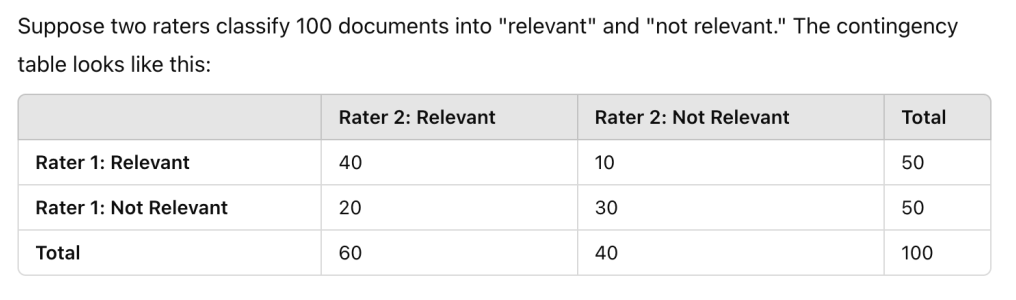 Suppose two raters classify 100 documents into "relevant" and "not relevant." The contingency
table looks like this:
Rater 2: Relevant Rater 2: Not Relevant Total
Rater 1: Relevant 40 10 50
Rater 1: Not Relevant 20 30 50
Total 60 40 100